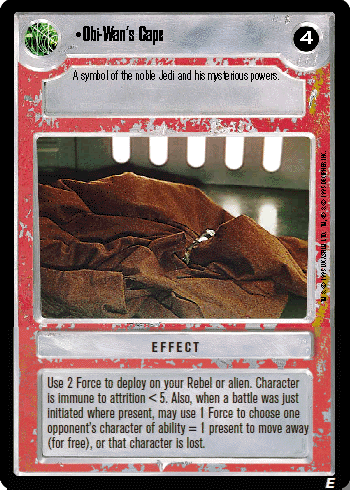 •Obi-Wan's Cape
4
A symbol of the noble Jedi and his mysterious powers.
EFFECT
Use 2 Force to deploy on your Rebel or alien. Character
is immune to attrition < 5. Also, when a battle was
just initiated where present, may use 1 Force to choose one
opponent's character of ability = 1 present to move away
(for free), or that character is lost.
E